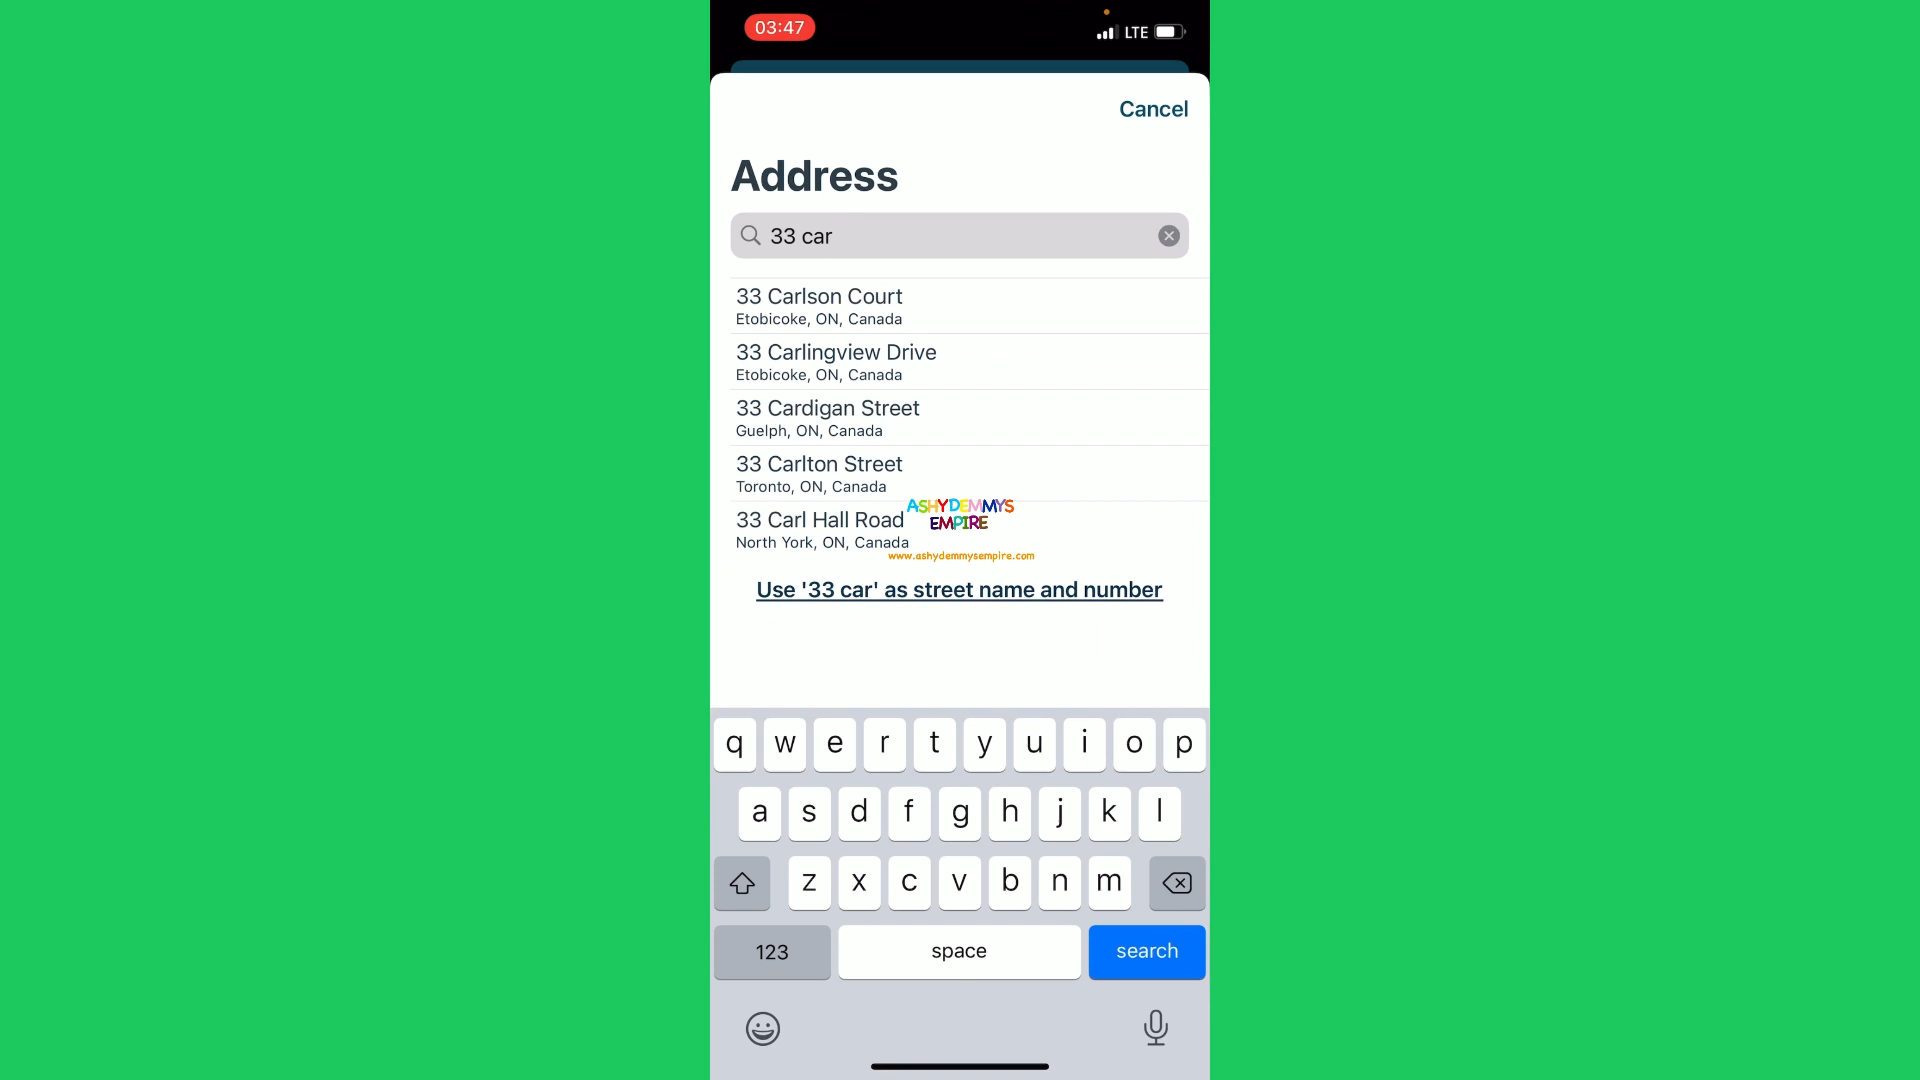 03:47
LTE
Cancel
Address
33 car
33 Carlson Court
Etobicoke, ON, Canada
33 Carlingview Drive
Etobicoke, ON, Canada
33 Cardigan Street
Guelph, ON, Canada
33 Carlton Street
Toronto, ON, Canada
ASHYDEMMYS
EMPIRE
33 Carl Hall Road
North York, ON, Canada
www.ashydemmysempire.com
Use '33 car' as street name and number
q w e r t y u i o p
a s d f g h j k l
z x c v b n m
123 space search